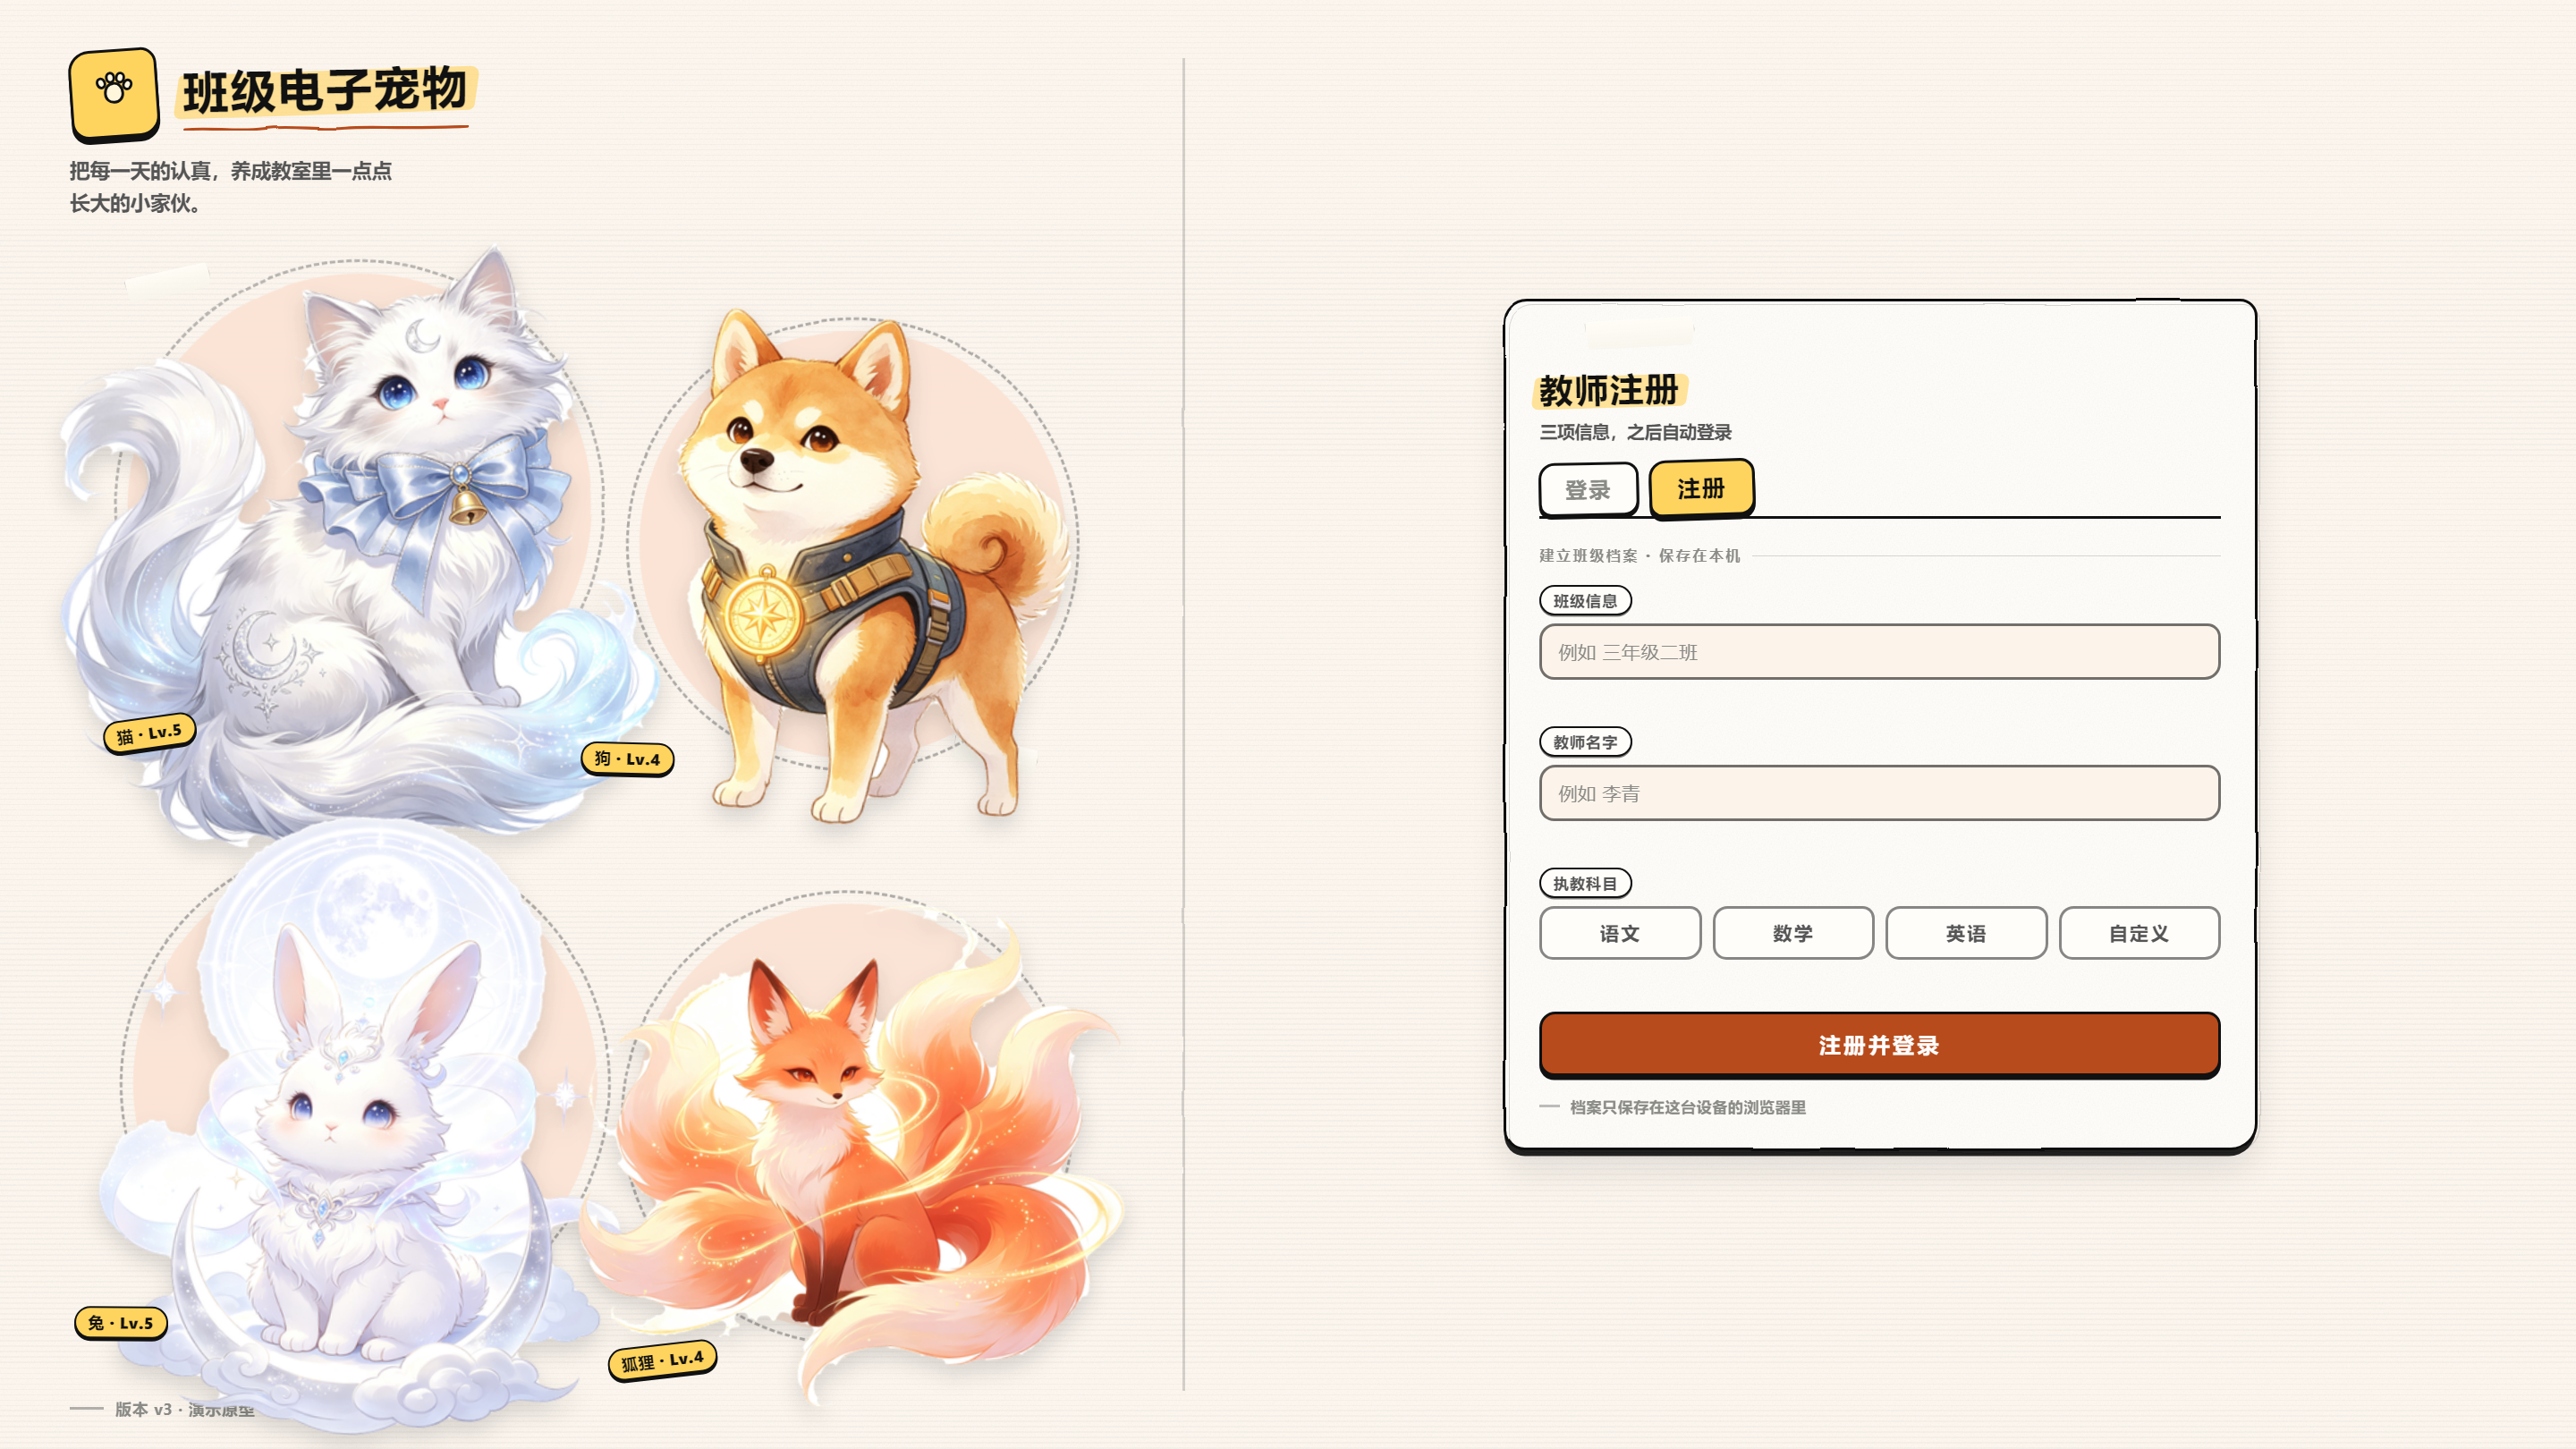 班级电子宠物
把每一天的认真，养成教室里一点点
长大的小家伙。
猫 · Lv.5
狗 · Lv.4
兔 · Lv.5
狐狸 · Lv.4
版本 v3 · 演示原型
教师注册
三项信息，之后自动登录
登录
注册
建立班级档案 · 保存在本机
班级信息
例如 三年级二班
教师名字
例如 李青
执教科目
语文
数学
英语
自定义
注册并登录
档案只保存在这台设备的浏览器里